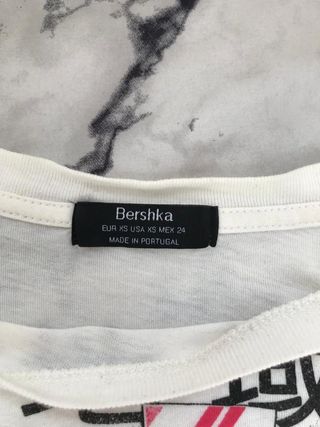 Bershka
EUR XS USA XS MEX 24
MADE IN PORTUGAL